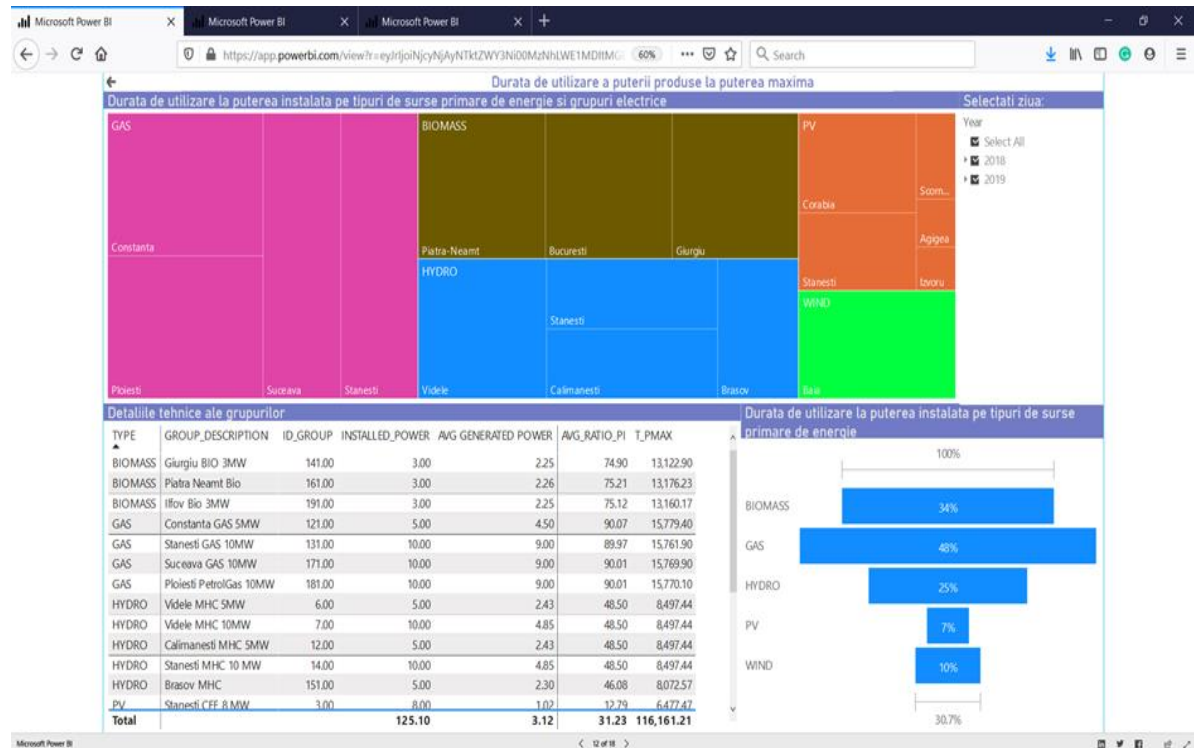 Microsoft Power BI
Microsoft Power BI
Microsoft Power BI
60%
Search
Durata de utilizare a puterii produse la puterea maxima
Durata de utilizare la puterea instalata pe tipuri de surse primare de energie si grupuri electrice
Selectati ziua:
GAS
Constanta
Ploiesti
Suceava
Stanesti
BIOMASS
Piatra-Neamt
Bucuresti
Giurgiu
HYDRO
Videle
Stanesti
Calimanesti
Brasov
PV
Corabia
Stanesti
Scorn...
Agigea
Izvoru
WIND
Baia
Year
Select All
2018
2019
Detaliile tehnice ale grupurilor
TYPE GROUP_DESCRIPTION ID_GROUP INSTALLED_POWER AVG GENERATED POWER AVG_RATIO_PI T_PMAX
BIOMASS Giurgiu BIO 3MW 141.00 3.00 2.25 74.90 13,122.90
BIOMASS Piatra Neamt Bio 161.00 3.00 2.26 75.21 13,176.23
BIOMASS Ilfov Bio 3MW 191.00 3.00 2.25 75.12 13,160.17
GAS Constanta GAS 5MW 121.00 5.00 4.50 90.07 15,779.40
GAS Stanesti GAS 10MW 131.00 10.00 9.00 89.97 15,761.90
GAS Suceava GAS 10MW 171.00 10.00 9.00 90.01 15,769.90
GAS Ploiesti PetrolGas 10MW 181.00 10.00 9.00 90.01 15,770.10
HYDRO Videle MHC 5MW 6.00 5.00 2.43 48.50 8,497.44
HYDRO Videle MHC 10MW 7.00 10.00 4.85 48.50 8,497.44
HYDRO Calimanesti MHC 5MW 12.00 5.00 2.43 48.50 8,497.44
HYDRO Stanesti MHC 10 MW 14.00 10.00 4.85 48.50 8,497.44
HYDRO Brasov MHC 151.00 5.00 2.30 46.08 8,072.57
PV Stanesti CEF 8 MW 3.00 8.00 1.02 12.79 6,477.47
Total 125.10 3.12 31.23 116,161.21
Durata de utilizare la puterea instalata pe tipuri de surse
primare de energie
100%
BIOMASS 34%
GAS 48%
HYDRO 25%
PV 7%
WIND 10%
30.7%
Microsoft Power BI
12 of 18